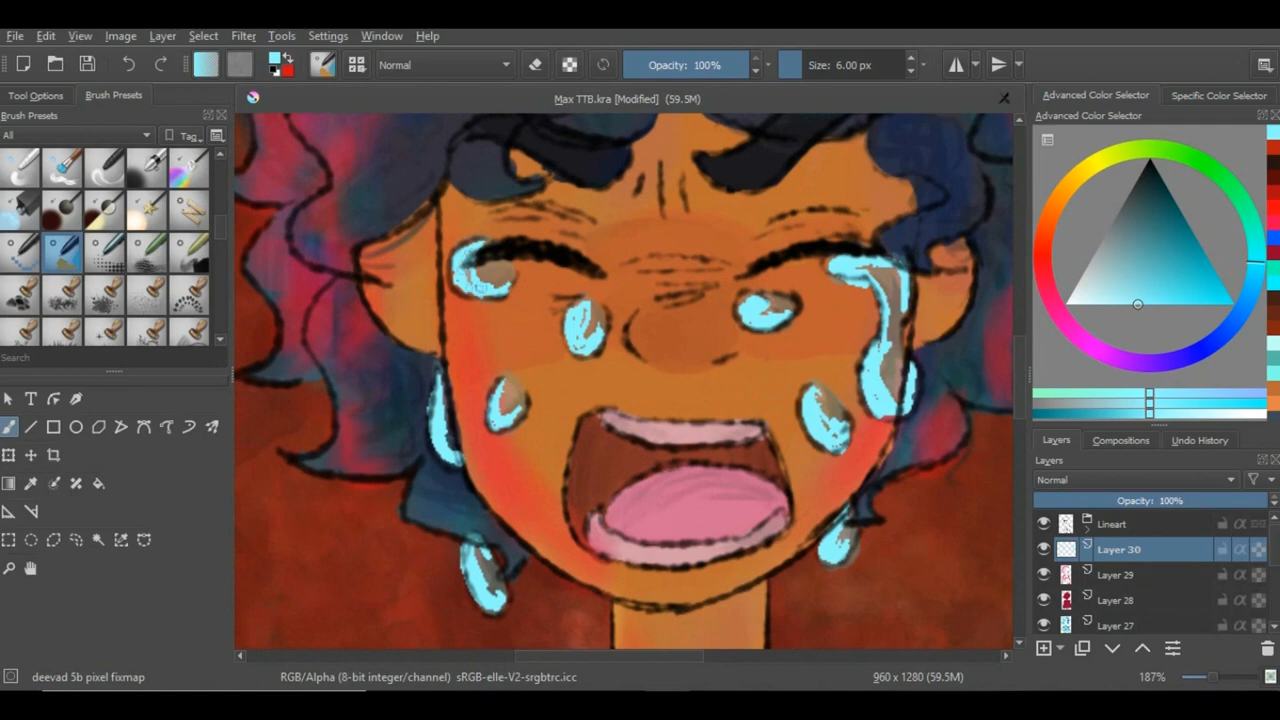 File Edit View Image Layer Select Filter Tools Settings Window Help
Normal Opacity: 100% Size: 6.00 px
Tool Options Brush Presets Max TTB.kra [Modified] (59.5M) Advanced Color Selector Specific Color Selector
Brush Presets Advanced Color Selector
All Tag
Search
Layers Compositions Undo History
Layers
Normal
Opacity: 100%
Lineart
Layer 30
Layer 29
Layer 28
Layer 27
deevad 5b pixel fixmap RGB/Alpha (8-bit integer/channel) sRGB-elle-V2-srgbtrc.icc 960 x 1280 (59.5M) 187%